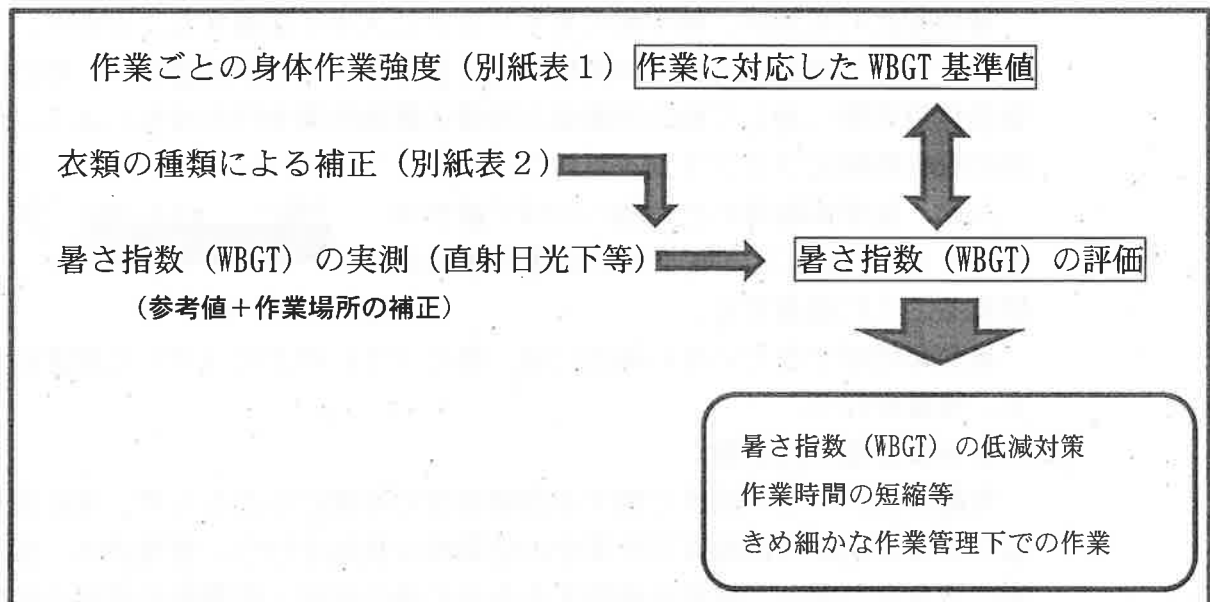 作業ごとの身体作業強度（別紙表１）作業に対応した WBGT 基準値
衣類の種類による補正（別紙表２）
暑さ指数（WBGT）の実測（直射日光下等）
暑さ指数（WBGT）の評価
（参考値＋作業場所の補正）
暑さ指数（WBGT）の低減対策
作業時間の短縮等
きめ細かな作業管理下での作業